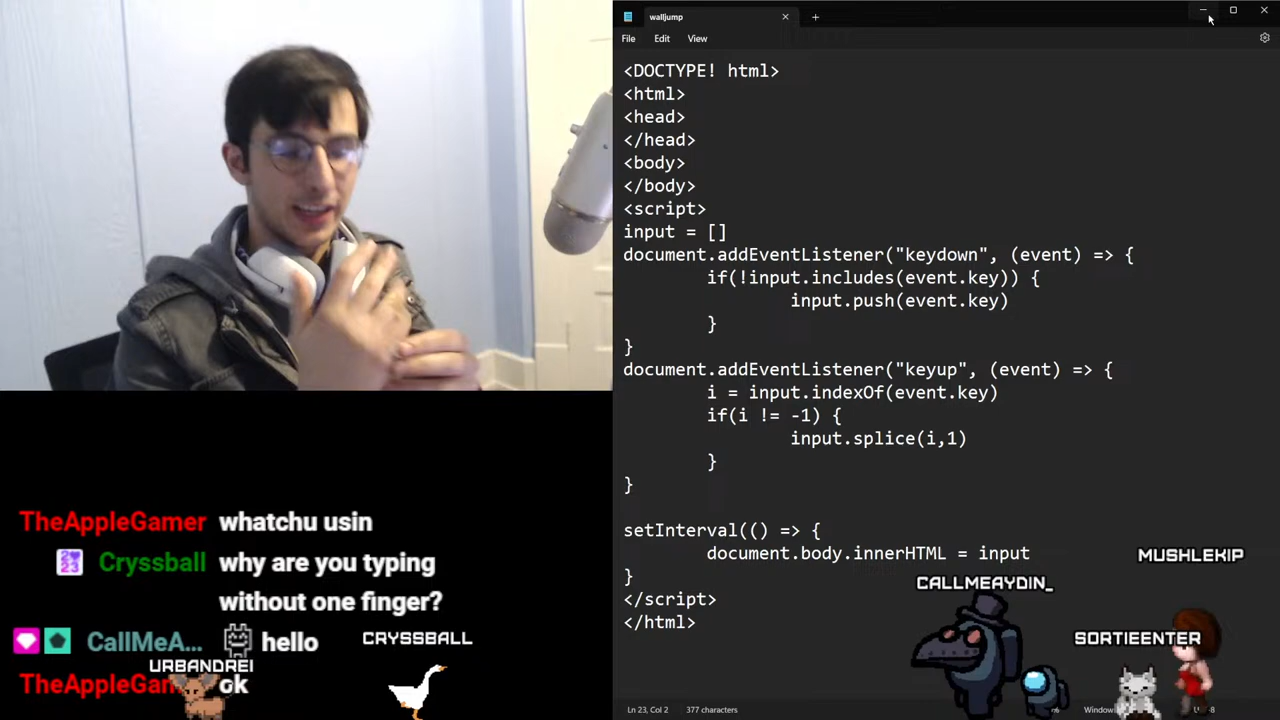 walljump
File Edit View
<DOCTYPE! html>
<html>
<head>
</head>
<body>
</body>
<script>
input = []
document.addEventListener("keydown", (event) => {
if(!input.includes(event.key)) {
input.push(event.key)
}
}
document.addEventListener("keyup", (event) => {
i = input.indexOf(event.key)
if(i != -1) {
input.splice(i,1)
}
}
setInterval(() => {
document.body.innerHTML = input
}
</script>
</html>
Ln 23, Col 2 377 characters
TheAppleGamer whatchu usin
Cryssball why are you typing
without one finger?
CallMeA... hello
TheAppleGam ok
URBANDREI
CRYSSBALL
CALLMEAYDIN_
MUSHLEKIP
SORTIEENTER